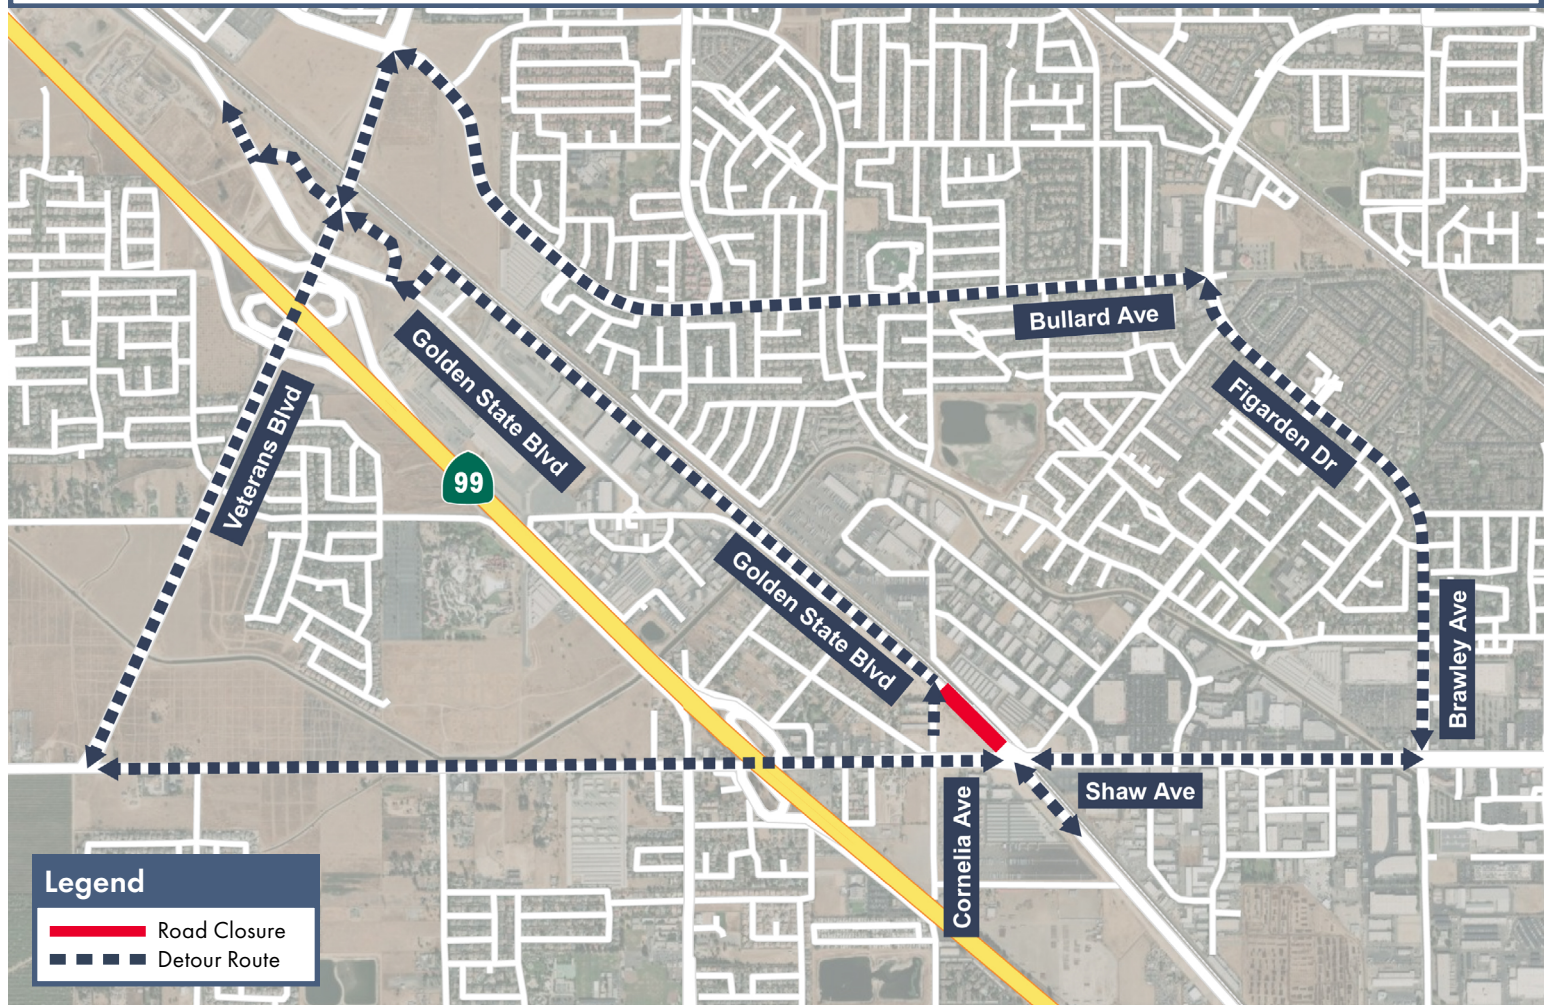 Bullard Ave
Golden State Blvd
Figarden Dr
Veterans Blvd
99
Golden State Blvd
Brawley Ave
Shaw Ave
Cornelia Ave
Legend
Road Closure
Detour Route